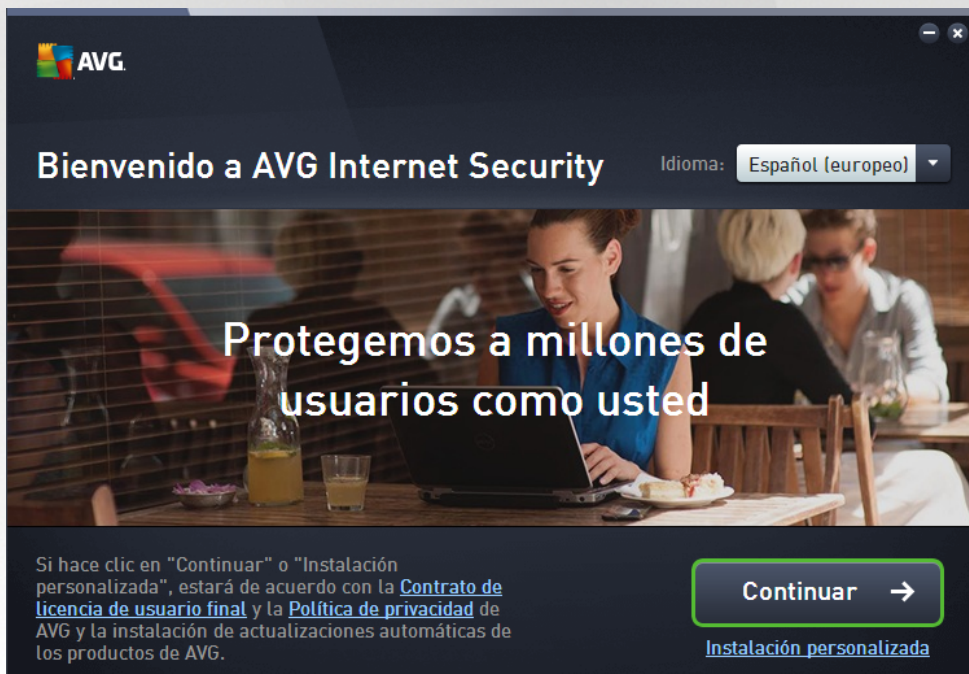 AVG.
Bienvenido a AVG Internet Security
Idioma:
Español (europeo)
Protegemos a millones de
usuarios como usted
Si hace clic en "Continuar" o "Instalación
personalizada", estará de acuerdo con la Contrato de
licencia de usuario final y la Política de privacidad de
AVG y la instalación de actualizaciones automáticas de
los productos de AVG.
Continuar →
Instalación personalizada